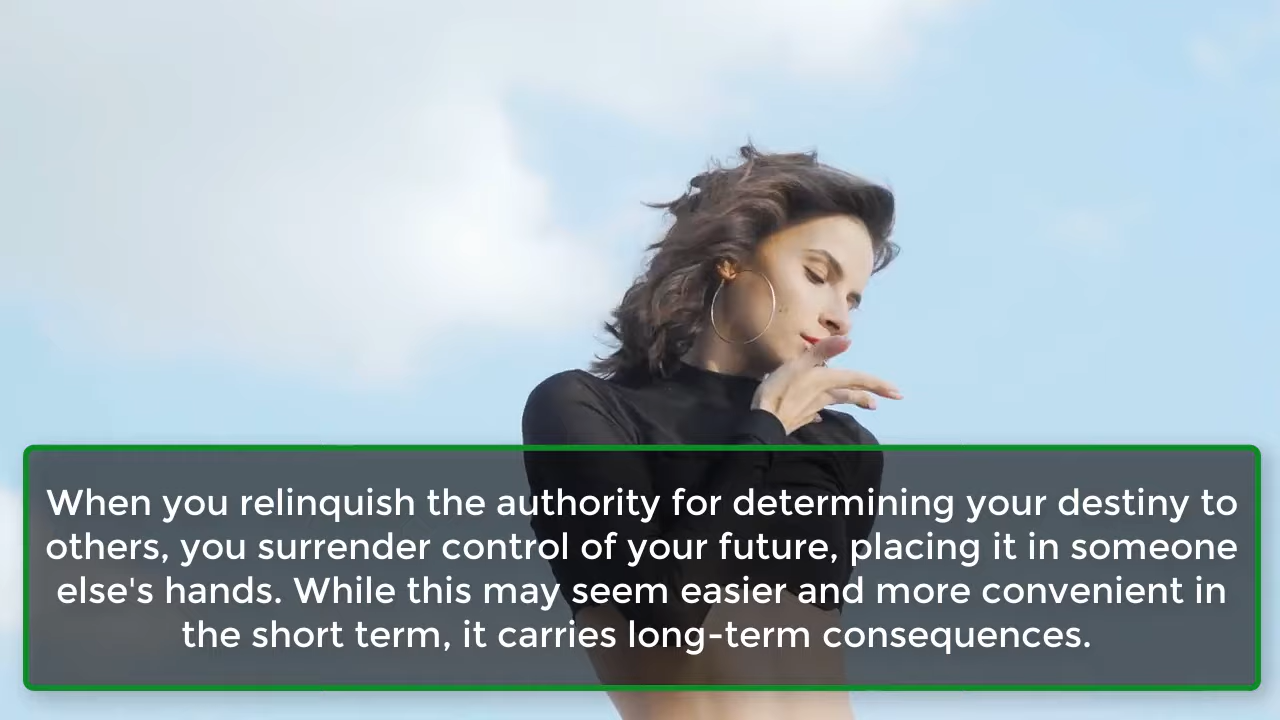 When you relinquish the authority for determining your destiny to
others, you surrender control of your future, placing it in someone
else's hands. While this may seem easier and more convenient in
the short term, it carries long-term consequences.